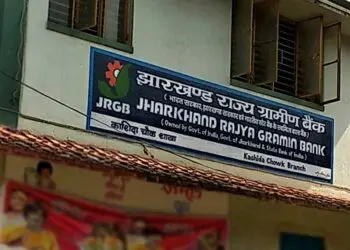 झारखण्ड राज्य ग्रामीण बैंक
JRGB JHARKHAND RAJYA GRAMIN BANK
(Owned by Govt. of India, Govt. of Jharkhand & State Bank of India)
काशिडा चौक शाखा
Kashida Chowk Branch